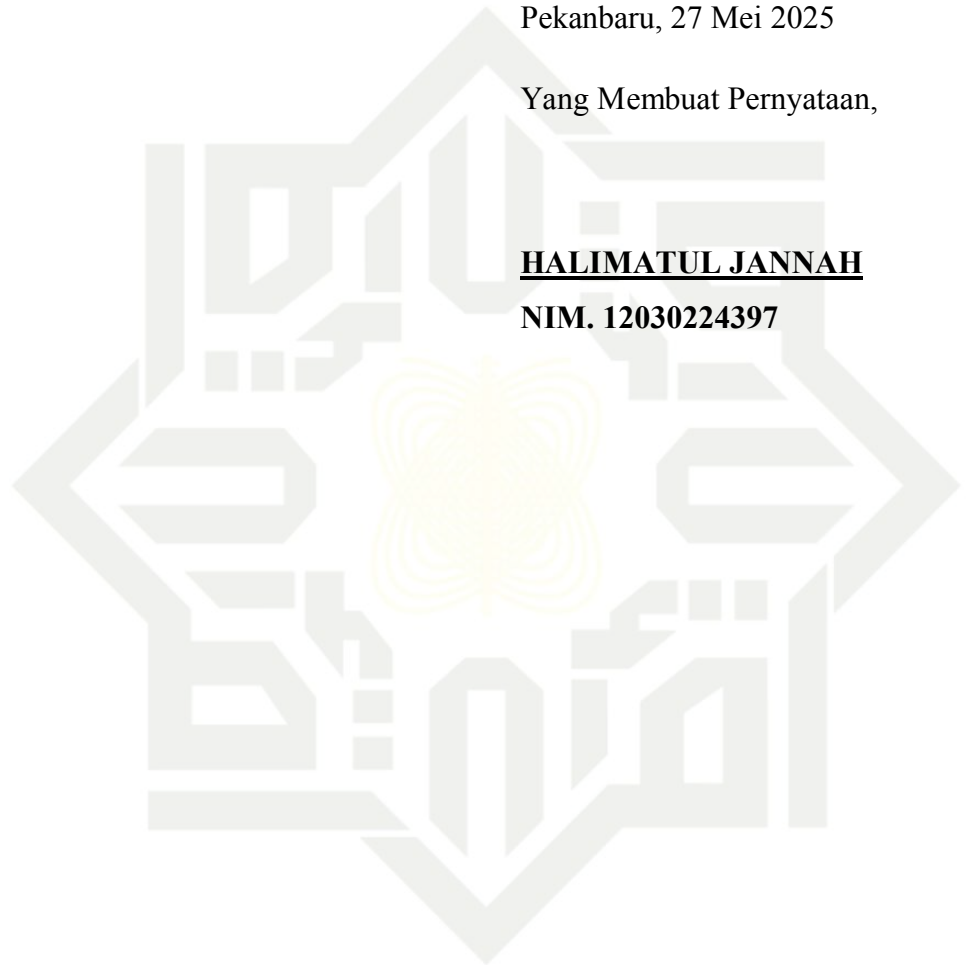 Pekanbaru, 27 Mei 2025
Yang Membuat Pernyataan,
HALIMATUL JANNAH
NIM. 12030224397